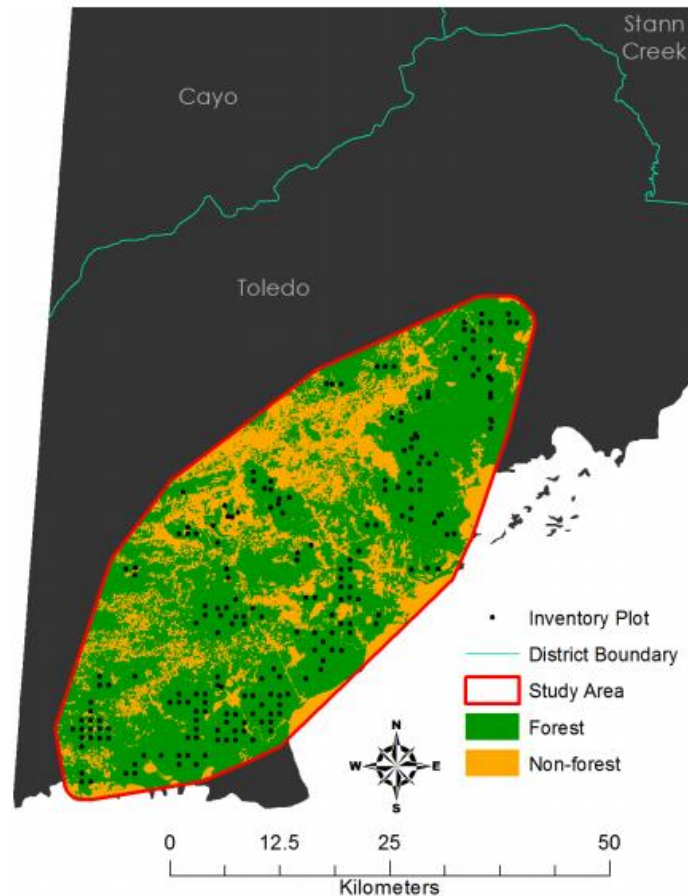 Stann
Creek
Cayo
Toledo
Inventory Plot
District Boundary
Study Area
Forest
Non-forest
N
W E
S
0 12.5 25 50
Kilometers